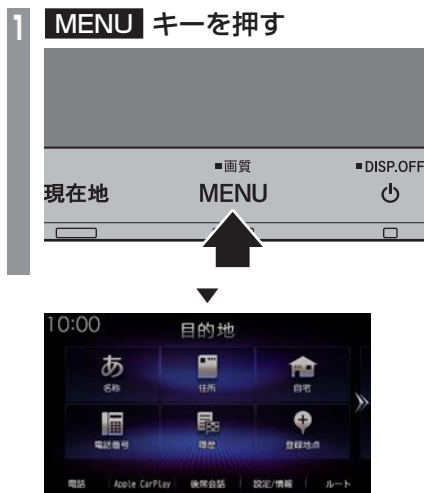 1 MENU キーを押す
■画質 ■DISP.OFF
現在地 MENU
10:00 目的地
あ
名称 住所 自宅
電話番号 履歴 登録地点
電話 Apple CarPlay 後席会話 設定/情報 ルート